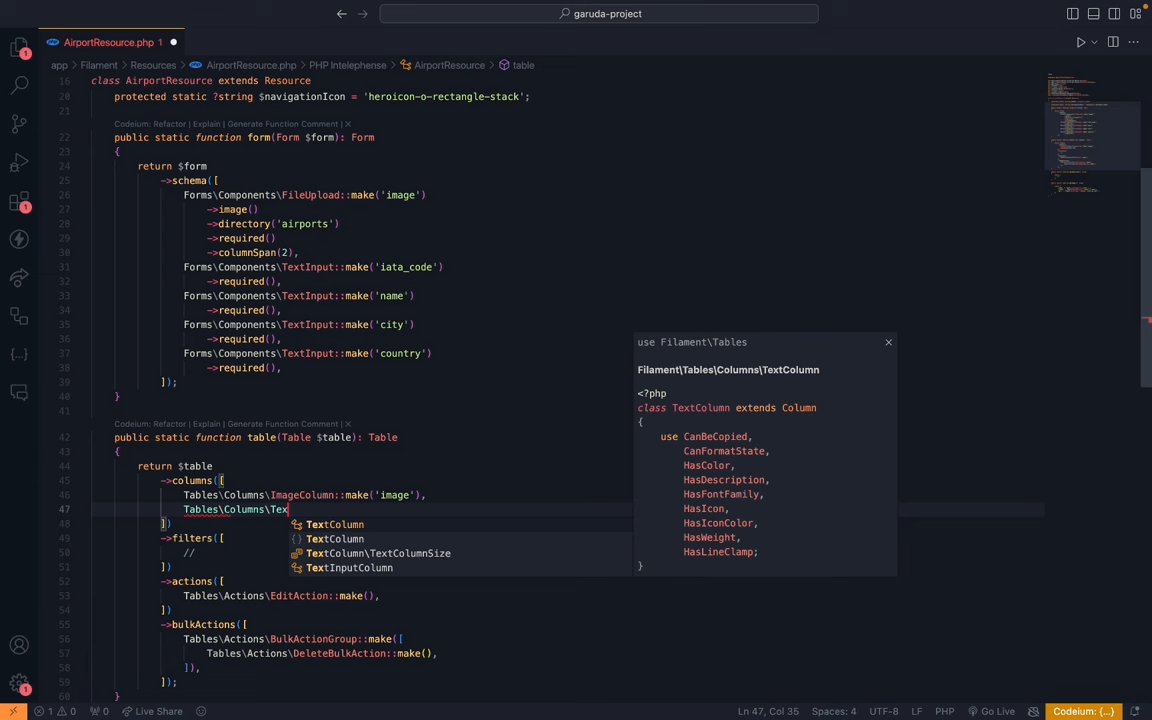 garuda-project
AirportResource.php 1
app > Filament > Resources > AirportResource.php > PHP Intelephense > AirportResource > table
16 class AirportResource extends Resource
20 protected static ?string $navigationIcon = 'heroicon-o-rectangle-stack';
21
Codeium: Refactor | Explain | Generate Function Comment | ×
22 public static function form(Form $form): Form
23 {
24 return $form
25 ->schema([
26 Forms\Components\FileUpload::make('image')
27 ->image()
28 ->directory('airports')
29 ->required()
30 ->columnSpan(2),
31 Forms\Components\TextInput::make('iata_code')
32 ->required(),
33 Forms\Components\TextInput::make('name')
34 ->required(),
35 Forms\Components\TextInput::make('city')
36 ->required(),
37 Forms\Components\TextInput::make('country')
38 ->required(),
39 ]);
40 }
41
Codeium: Refactor | Explain | Generate Function Comment | ×
42 public static function table(Table $table): Table
43 {
44 return $table
45 ->columns([
46 Tables\Columns\ImageColumn::make('image'),
47 Tables\Columns\Tex
48 ])
49 ->filters([
50 //
51 ])
52 ->actions([
53 Tables\Actions\EditAction::make(),
54 ])
55 ->bulkActions([
56 Tables\Actions\BulkActionGroup::make([
57 Tables\Actions\DeleteBulkAction::make(),
58 ]),
59 ]);
60 }
TextColumn
TextColumn
TextColumn\TextColumnSize
TextInputColumn
use Filament\Tables
Filament\Tables\Columns\TextColumn
<?php
class TextColumn extends Column
{
use CanBeCopied,
CanFormatState,
HasColor,
HasDescription,
HasFontFamily,
HasIcon,
HasIconColor,
HasWeight,
HasLineClamp;
}
1
1
1
1 0 0 Live Share Ln 47, Col 35 Spaces: 4 UTF-8 LF PHP Go Live Codeium: {...}